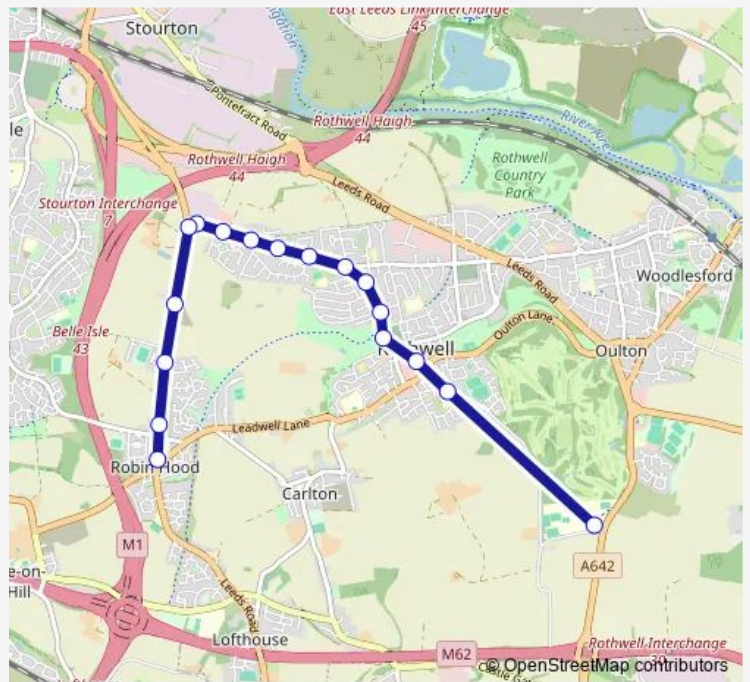 East Leeds Link Interchange
45
Stourton
Pontefract Road
River Aire
Rothwell Haigh
44
Rothwell Haigh
44
Rothwell
Country
Park
Leeds Road
Stourton Interchange
7
Woodlesford
Leeds Road
Belle Isle
43
Oulton Lane
Oulton
Leadwell Lane
Robin Hood
Carlton
M1
A642
Leeds Road
Lofthouse
M62
Rothwell Interchange
30
© OpenStreetMap contributors